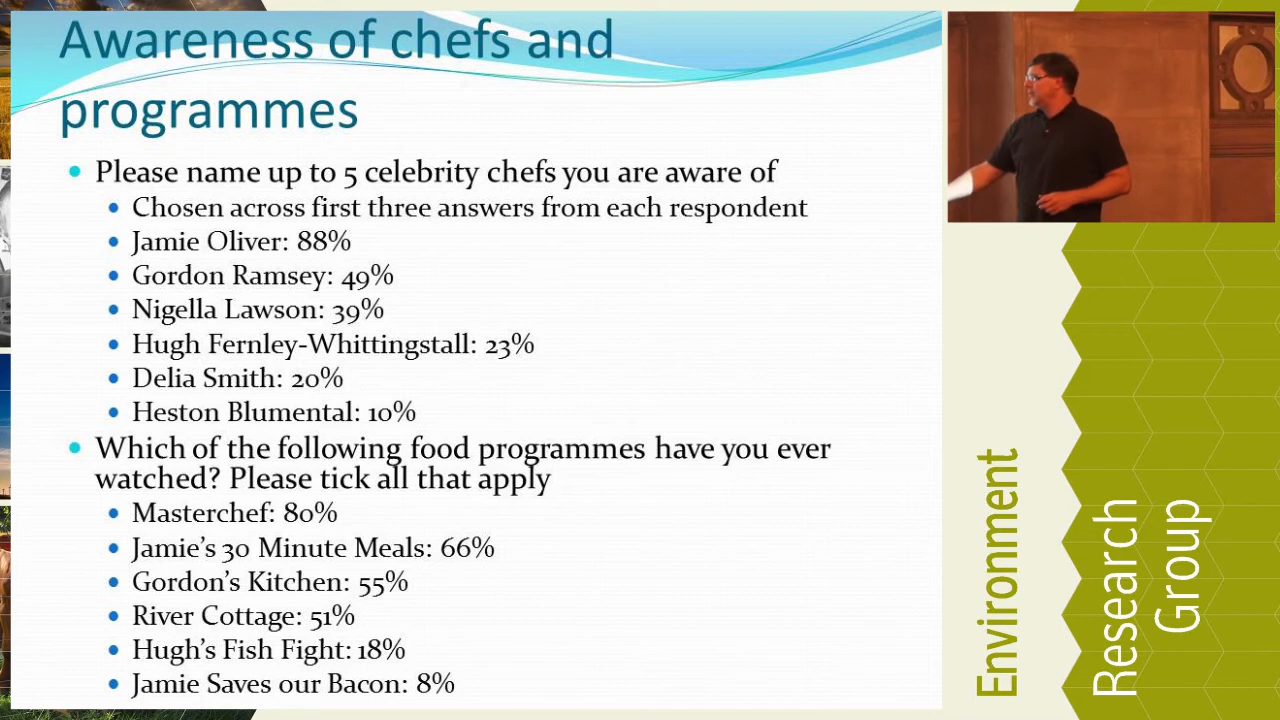 Awareness of chefs and
programmes
Please name up to 5 celebrity chefs you are aware of
Chosen across first three answers from each respondent
Jamie Oliver: 88%
Gordon Ramsey: 49%
Nigella Lawson: 39%
Hugh Fernley-Whittingstall: 23%
Delia Smith: 20%
Heston Blumental: 10%
Which of the following food programmes have you ever
watched? Please tick all that apply
Masterchef: 80%
Jamie's 30 Minute Meals: 66%
Gordon's Kitchen: 55%
River Cottage: 51%
Hugh's Fish Fight: 18%
Jamie Saves our Bacon: 8%
Environment
Research
Group